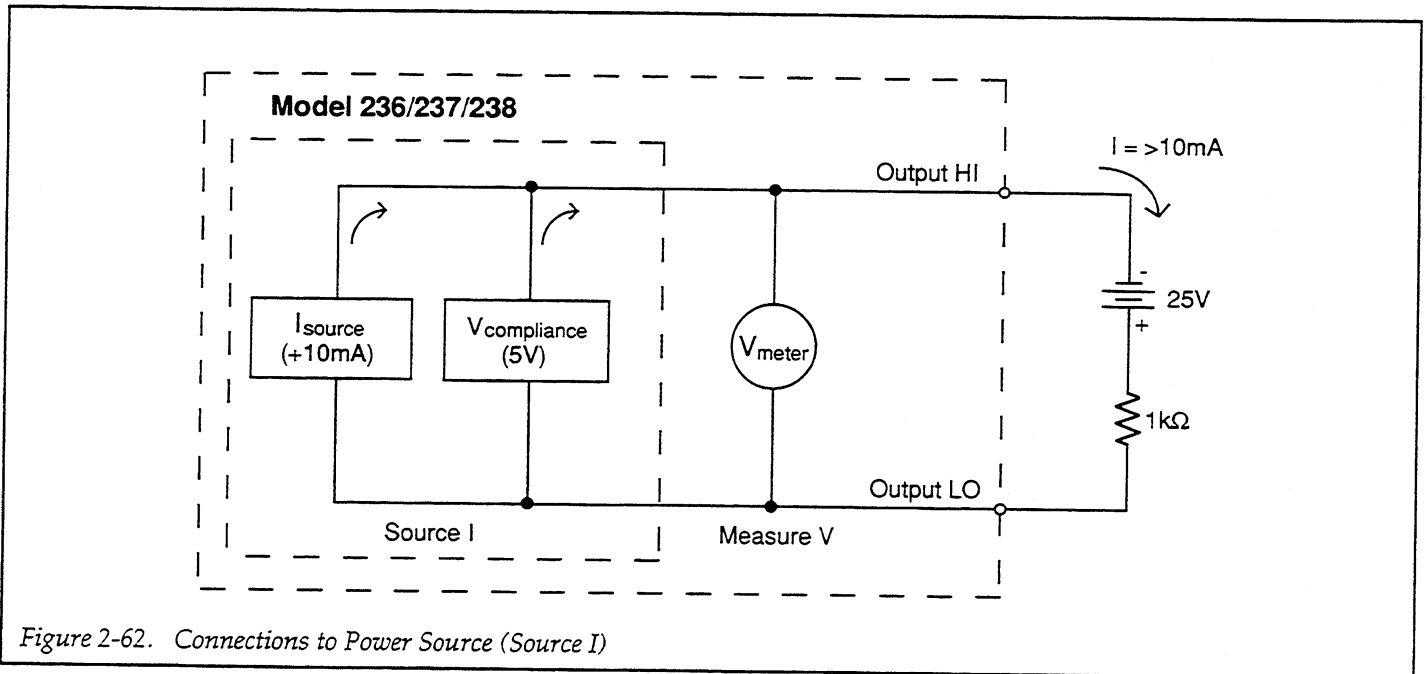 Model 236/237/238
I = >10mA
Output HI
-
25V
+
Isource
(+10mA)
Vcompliance
(5V)
Vmeter
1kΩ
Output LO
Source I
Measure V
Figure 2-62. Connections to Power Source (Source I)